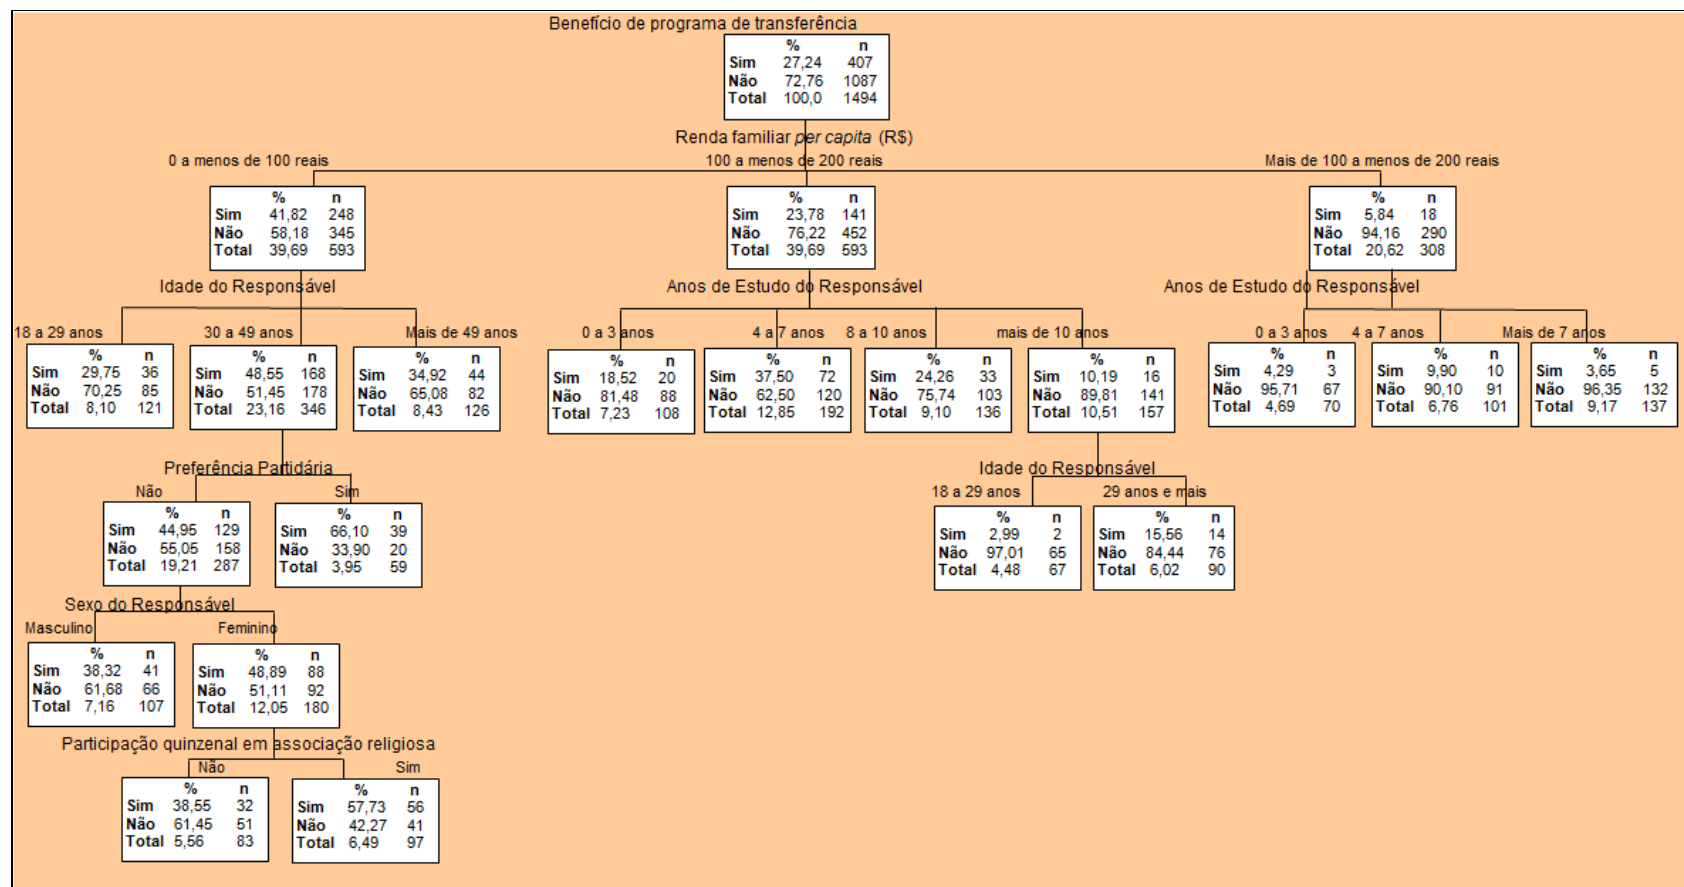 Benefício de programa de transferência
% n
Sim 27,24 407
Não 72,76 1087
Total 100,0 1494
Renda familiar per capita (R$)
0 a menos de 100 reais 100 a menos de 200 reais Mais de 100 a menos de 200 reais
% n
Sim 41,82 248
Não 58,18 345
Total 39,69 593
% n
Sim 23,78 141
Não 76,22 452
Total 39,69 593
% n
Sim 5,84 18
Não 94,16 290
Total 20,62 308
Idade do Responsável
18 a 29 anos 30 a 49 anos Mais de 49 anos
% n
Sim 29,75 36
Não 70,25 85
Total 8,10 121
% n
Sim 48,55 168
Não 51,45 178
Total 23,16 346
% n
Sim 34,92 44
Não 65,08 82
Total 8,43 126
Anos de Estudo do Responsável
0 a 3 anos 4 a 7 anos 8 a 10 anos mais de 10 anos
% n
Sim 18,52 20
Não 81,48 88
Total 7,23 108
% n
Sim 37,50 72
Não 62,50 120
Total 12,85 192
% n
Sim 24,26 33
Não 75,74 103
Total 9,10 136
% n
Sim 10,19 16
Não 89,81 141
Total 10,51 157
Anos de Estudo do Responsável
0 a 3 anos 4 a 7 anos Mais de 7 anos
% n
Sim 4,29 3
Não 95,71 67
Total 4,69 70
% n
Sim 9,90 10
Não 90,10 91
Total 6,76 101
% n
Sim 3,65 5
Não 96,35 132
Total 9,17 137
Preferência Partidária
Não Sim
% n
Sim 44,95 129
Não 55,05 158
Total 19,21 287
% n
Sim 66,10 39
Não 33,90 20
Total 3,95 59
Idade do Responsável
18 a 29 anos 29 anos e mais
% n
Sim 2,99 2
Não 97,01 65
Total 4,48 67
% n
Sim 15,56 14
Não 84,44 76
Total 6,02 90
Sexo do Responsável
Masculino Feminino
% n
Sim 38,32 41
Não 61,68 66
Total 7,16 107
% n
Sim 48,89 88
Não 51,11 92
Total 12,05 180
Participação quinzenal em associação religiosa
Não Sim
% n
Sim 38,55 32
Não 61,45 51
Total 5,56 83
% n
Sim 57,73 56
Não 42,27 41
Total 6,49 97